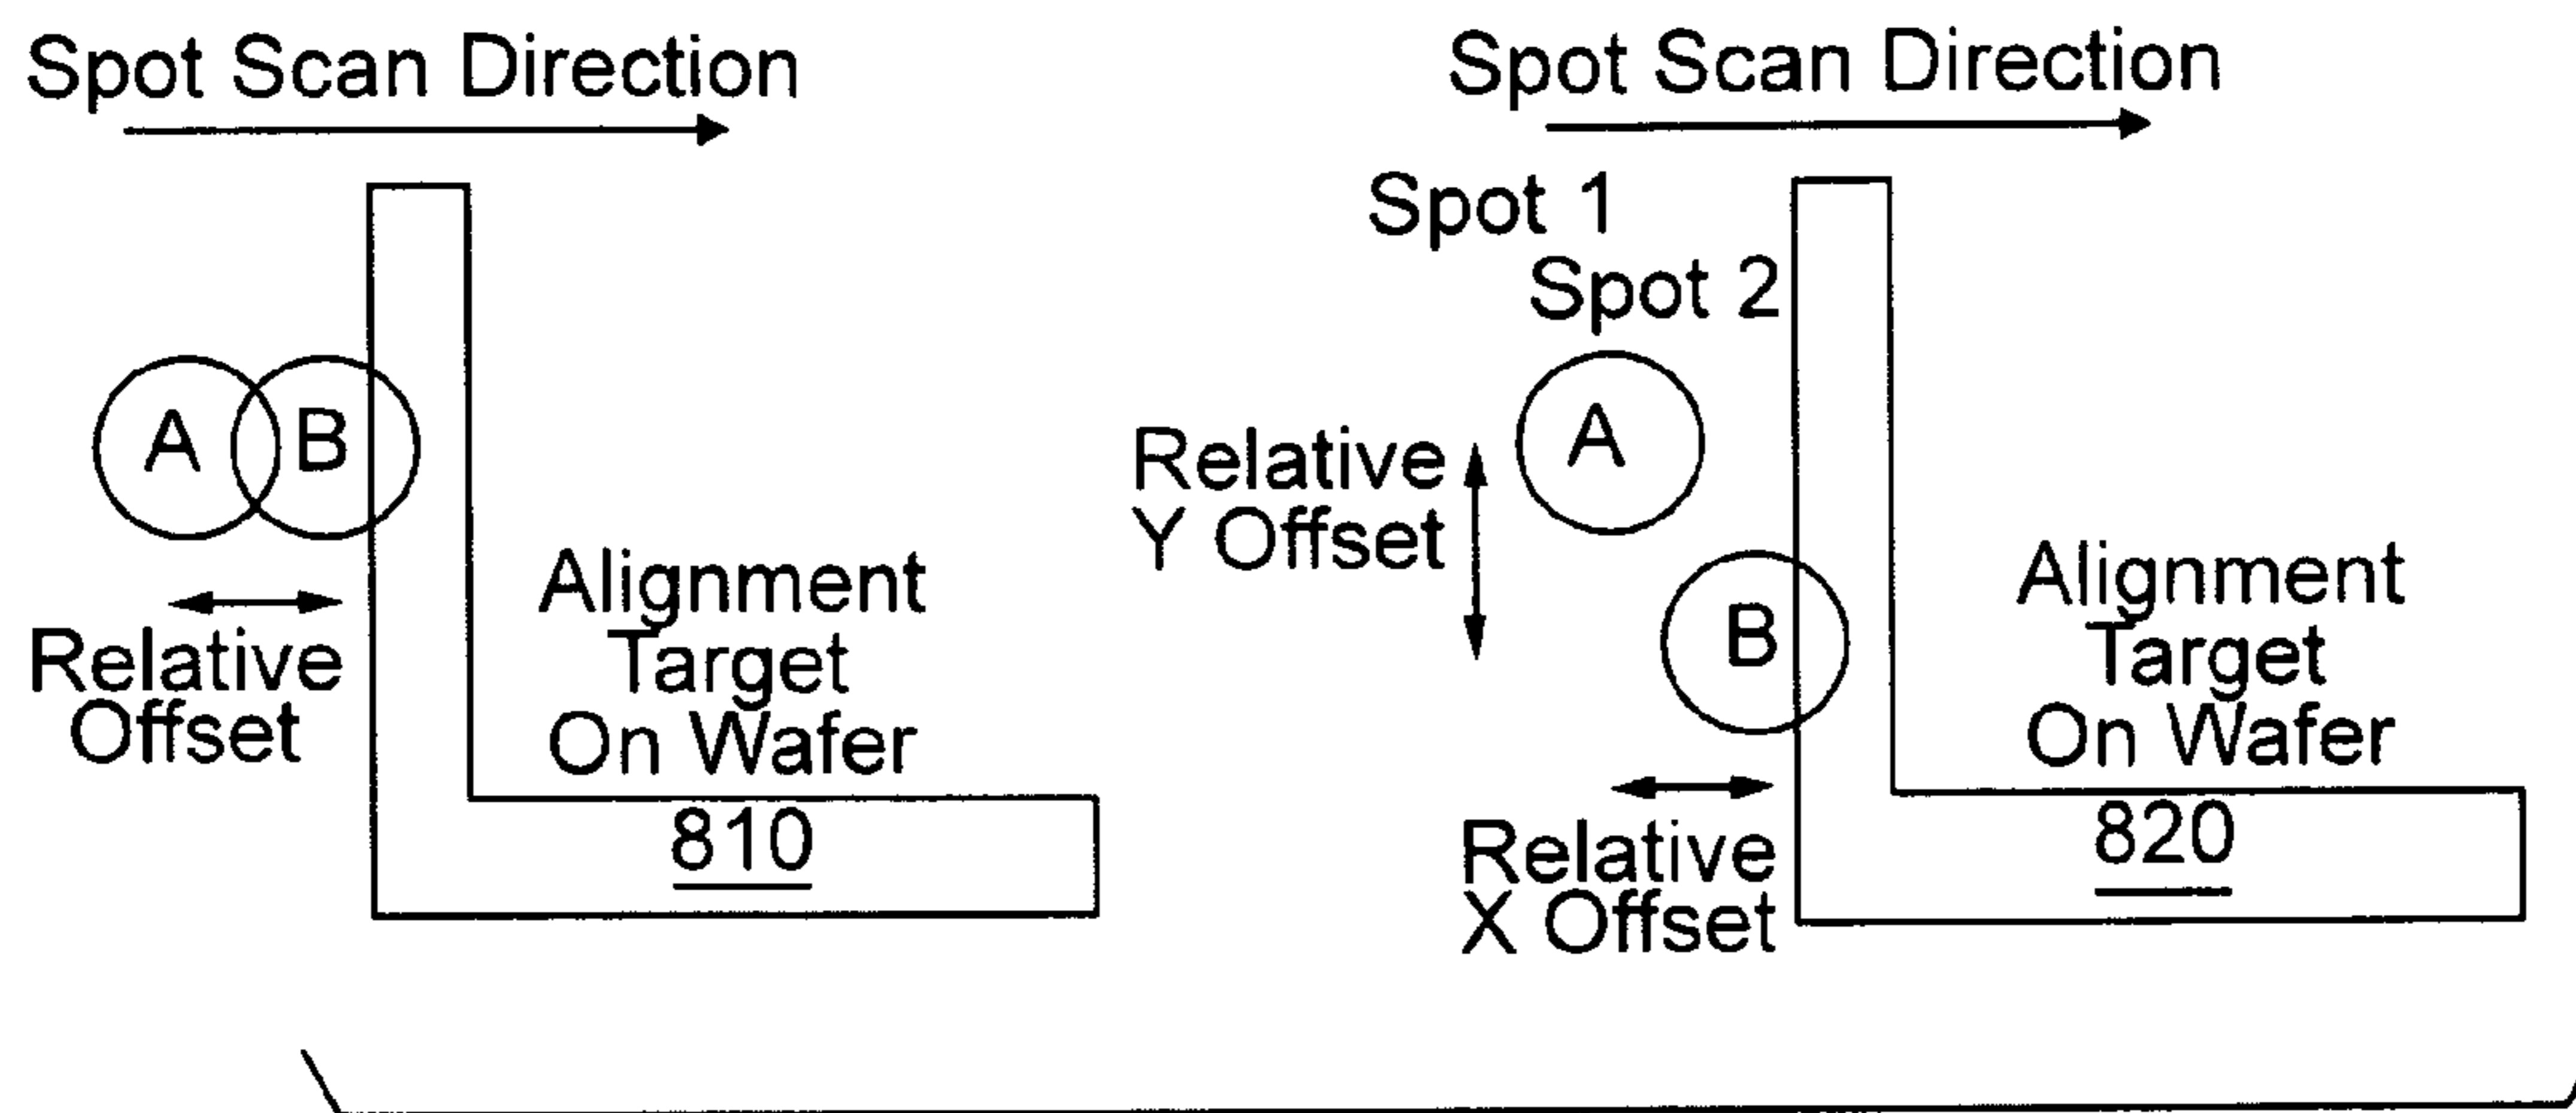 Spot Scan Direction
A
B
Relative
Offset
Alignment
Target
On Wafer
810
Spot Scan Direction
Spot 1
Spot 2
A
Relative
Y Offset
B
Relative
X Offset
Alignment
Target
On Wafer
820